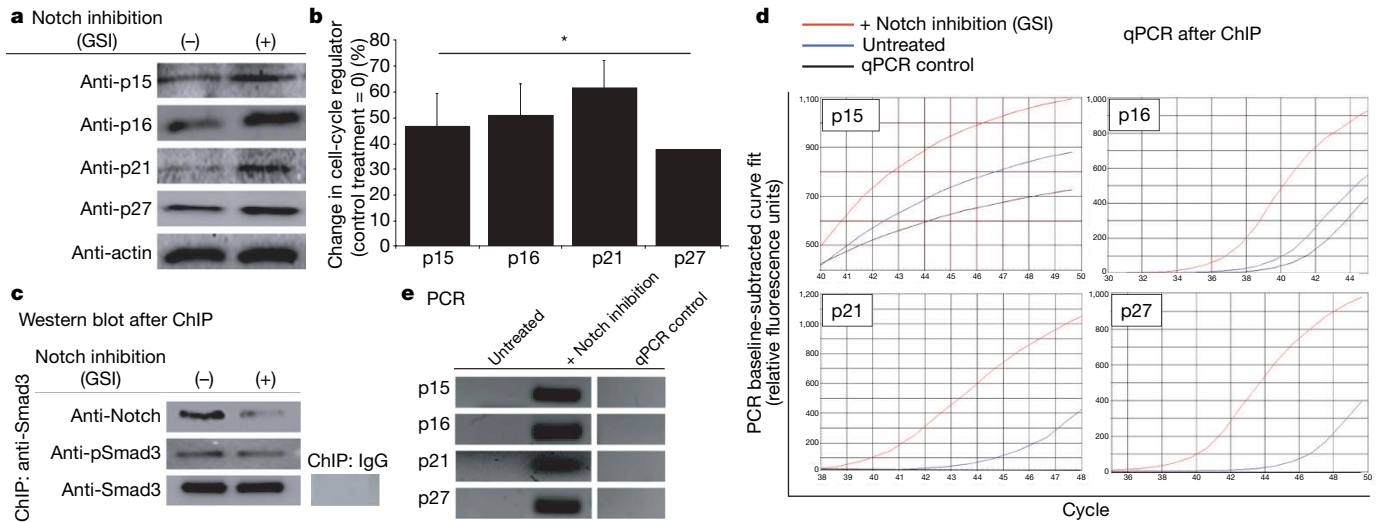 a Notch inhibition
(GSI) (–) (+)
Anti-p15
Anti-p16
Anti-p21
Anti-p27
Anti-actin
b
Change in cell-cycle regulator
(control treatment = 0) (%)
80
70
60
50
40
30
20
10
0
*
p15 p16 p21 p27
c
Western blot after ChIP
Notch inhibition
(GSI) (–) (+)
ChIP: anti-Smad3
Anti-Notch
Anti-pSmad3
Anti-Smad3
ChIP: IgG
e PCR
Untreated
+ Notch inhibition
qPCR control
p15
p16
p21
p27
d
+ Notch inhibition (GSI)
Untreated
qPCR control
qPCR after ChIP
PCR baseline-subtracted curve fit
(relative fluorescence units)
p15
1,100
900
700
500
40 41 42 43 44 45 46 47 48 49 50
p16
1,000
800
600
400
200
0
30 32 34 36 38 40 42 44
p21
1,200
1,000
800
600
400
200
0
38 39 40 41 42 43 44 45 46 47 48
p27
1,000
800
600
400
200
0
36 38 40 42 44 46 48 50
Cycle